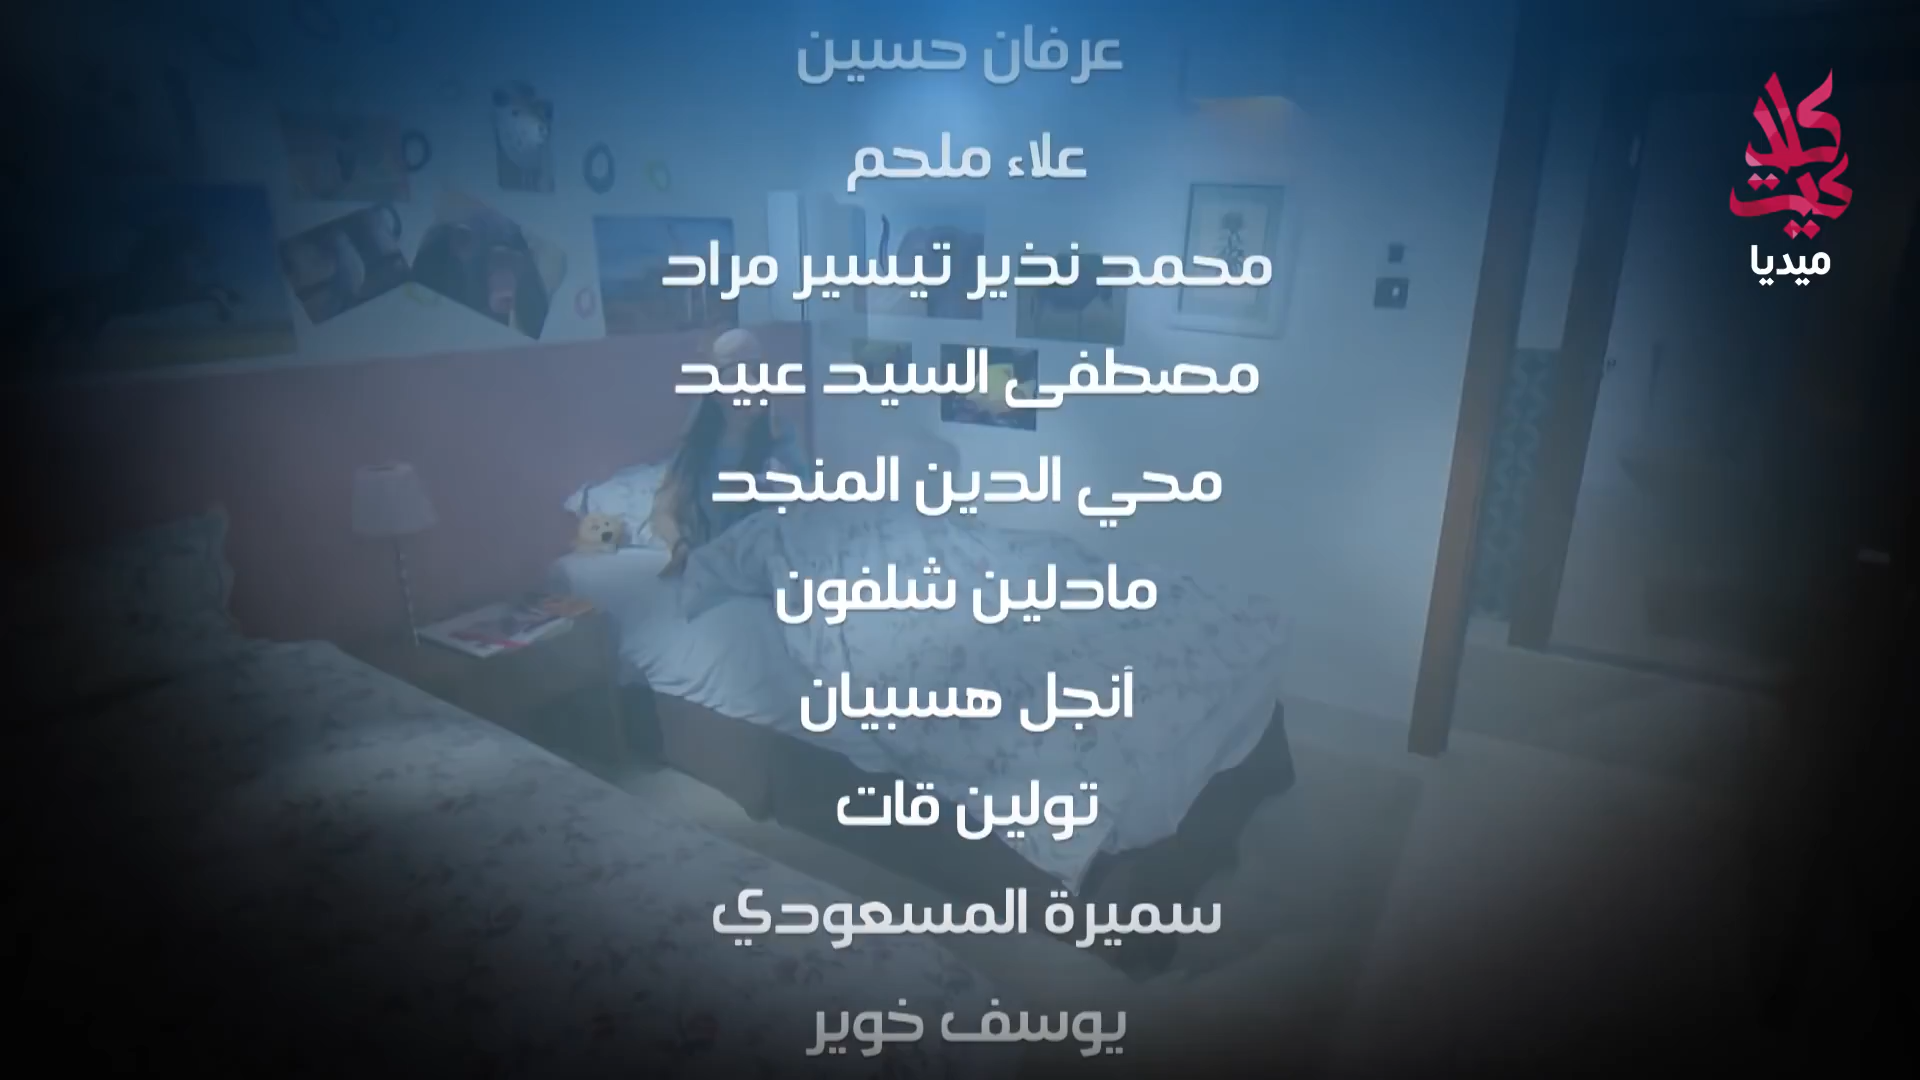 عرفان حسين
علاء ملحم
محمد نذير تيسير مراد
مصطفى السيد عبيد
محي الدين المنجد
مادلين شلفون
أنجل هسبيان
تولين قات
سميرة المسعودي
يوسف خوير
كلاكيت
ميديا